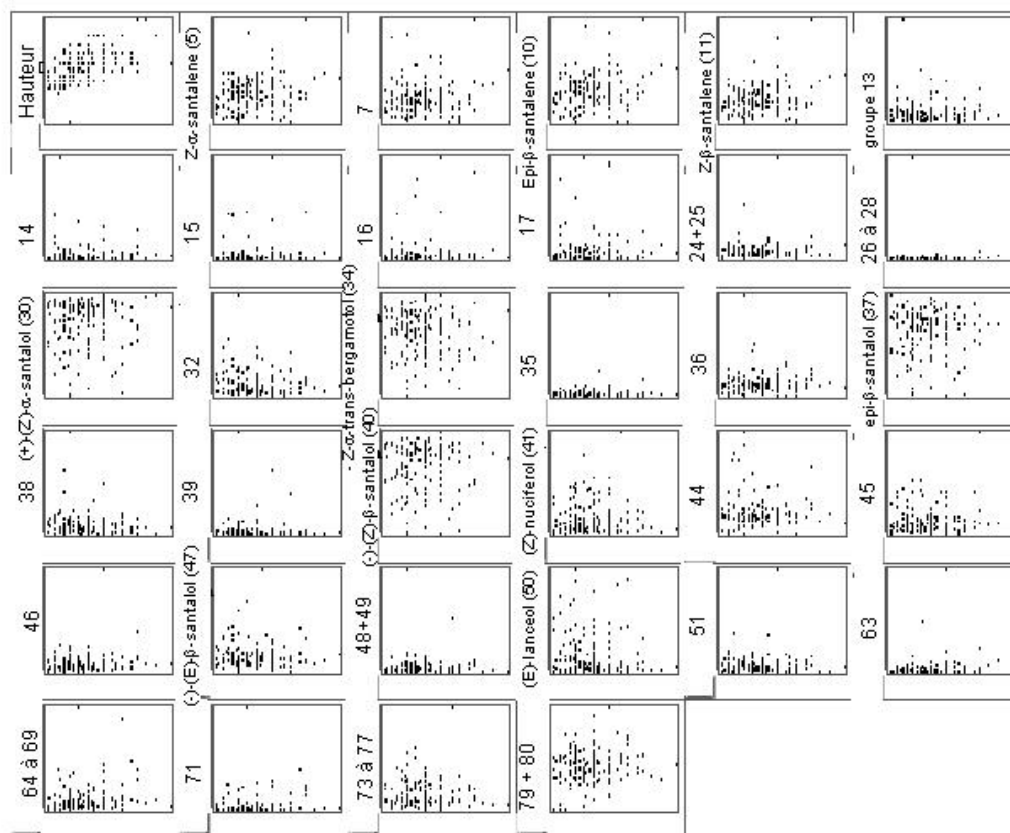 Hauteur
Z-α-santalene (5)
7
Epi-β-santalene (10)
Z-β-santalene (11)
groupe 13
14
15
16
17
24+25
26 à 28
(+)-(Z)-α-santalol (30)
32
- Z-α-trans-bergamotol (34)
35
36
epi-β-santalol (37)
38
39
(-)-(Z)-β-santalol (40)
(Z)-nuciferol (41)
44
45
46
(-)-(E)-β-santalol (47)
48+49
(E)-lanceol (50)
51
63
64 à 69
71
73 à 77
79 + 80